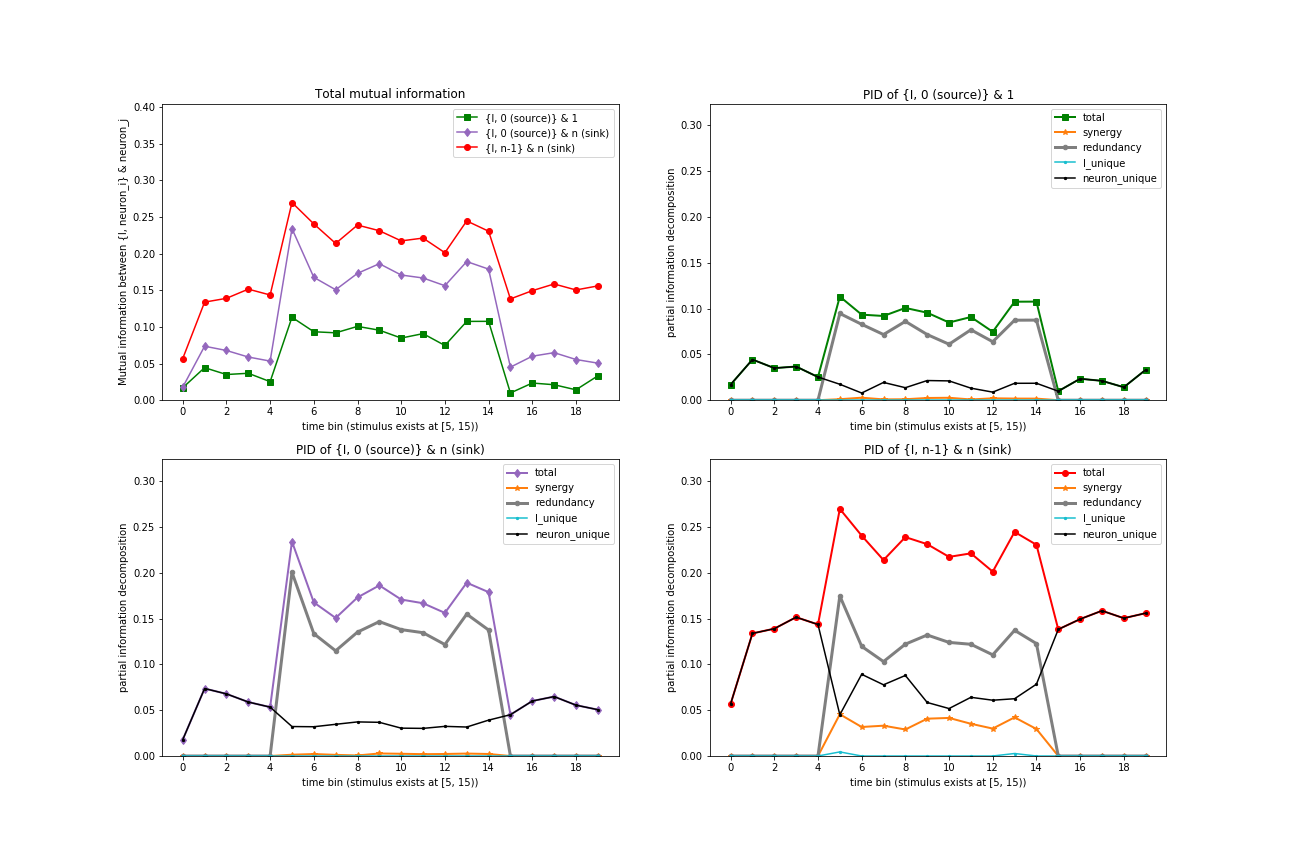 Total mutual information
Mutual information between {I, neuron_i} & neuron_j
0.40
0.35
0.30
0.25
0.20
0.15
0.10
0.05
0.00
{I, 0 (source)} & 1
{I, 0 (source)} & n (sink)
{I, n-1} & n (sink)
0 2 4 6 8 10 12 14 16 18
time bin (stimulus exists at [5, 15))
PID of {I, 0 (source)} & 1
partial information decomposition
0.30
0.25
0.20
0.15
0.10
0.05
0.00
total
synergy
redundancy
I_unique
neuron_unique
0 2 4 6 8 10 12 14 16 18
time bin (stimulus exists at [5, 15))
PID of {I, 0 (source)} & n (sink)
partial information decomposition
0.30
0.25
0.20
0.15
0.10
0.05
0.00
total
synergy
redundancy
I_unique
neuron_unique
0 2 4 6 8 10 12 14 16 18
time bin (stimulus exists at [5, 15))
PID of {I, n-1} & n (sink)
partial information decomposition
0.30
0.25
0.20
0.15
0.10
0.05
0.00
total
synergy
redundancy
I_unique
neuron_unique
0 2 4 6 8 10 12 14 16 18
time bin (stimulus exists at [5, 15))